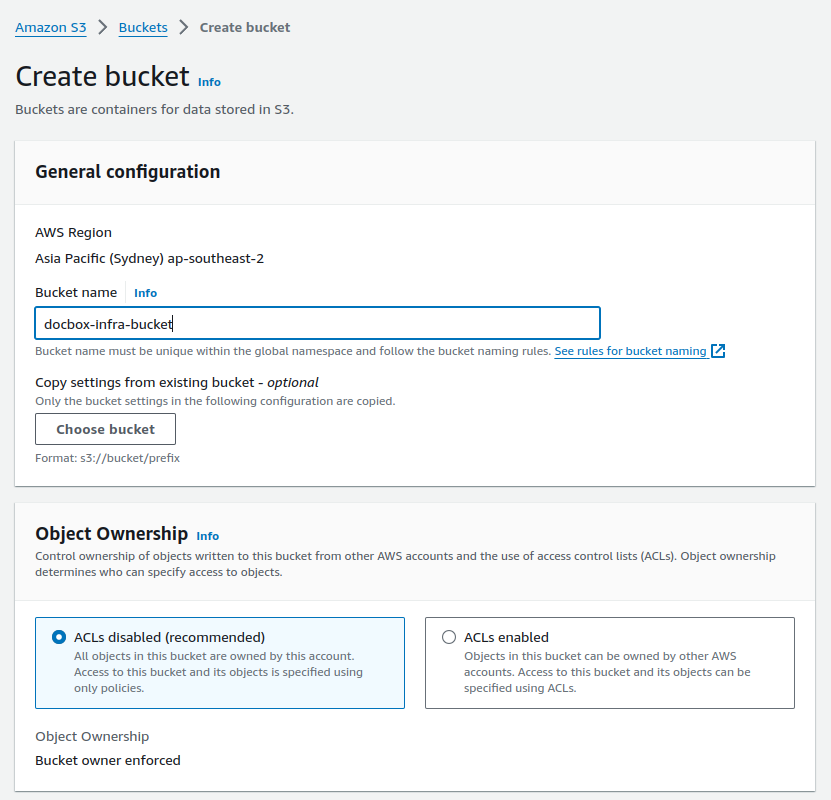 Amazon S3 > Buckets > Create bucket
Create bucket Info
Buckets are containers for data stored in S3.
General configuration
AWS Region
Asia Pacific (Sydney) ap-southeast-2
Bucket name Info
docbox-infra-bucket
Bucket name must be unique within the global namespace and follow the bucket naming rules. See rules for bucket naming
Copy settings from existing bucket - optional
Only the bucket settings in the following configuration are copied.
Choose bucket
Format: s3://bucket/prefix
Object Ownership Info
Control ownership of objects written to this bucket from other AWS accounts and the use of access control lists (ACLs). Object ownership
determines who can specify access to objects.
ACLs disabled (recommended)
All objects in this bucket are owned by this account.
Access to this bucket and its objects is specified using
only policies.
ACLs enabled
Objects in this bucket can be owned by other AWS
accounts. Access to this bucket and its objects can be
specified using ACLs.
Object Ownership
Bucket owner enforced